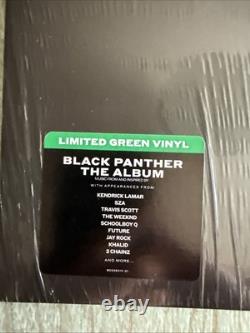 LIMITED GREEN VINYL
BLACK PANTHER
THE ALBUM
MUSIC FROM AND INSPIRED BY
WITH APPEARANCES FROM
KENDRICK LAMAR
SZA
TRAVIS SCOTT
THE WEEKND
SCHOOLBOY Q
FUTURE
JAY ROCK
KHALID
2 CHAINZ
AND MORE...